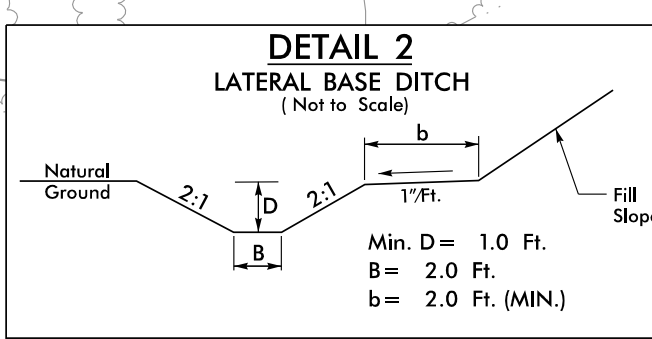 DETAIL 2
LATERAL BASE DITCH
( Not to Scale)
b
Natural
Ground
2:1
D
2:1
1"/Ft.
B
Fill
Slope
Min. D = 1.0 Ft.
B = 2.0 Ft.
b = 2.0 Ft. (MIN.)